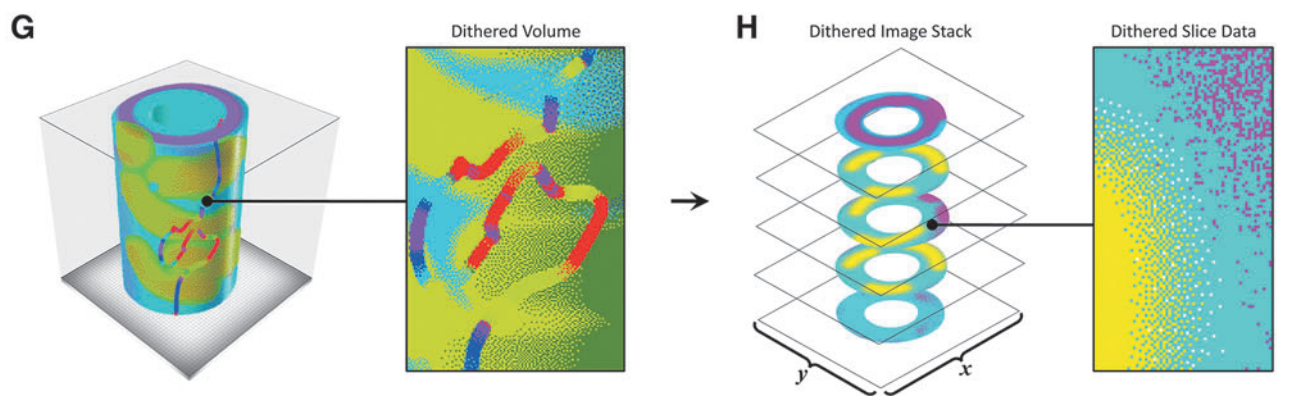 G
Dithered Volume
H
Dithered Image Stack
Dithered Slice Data
y
x